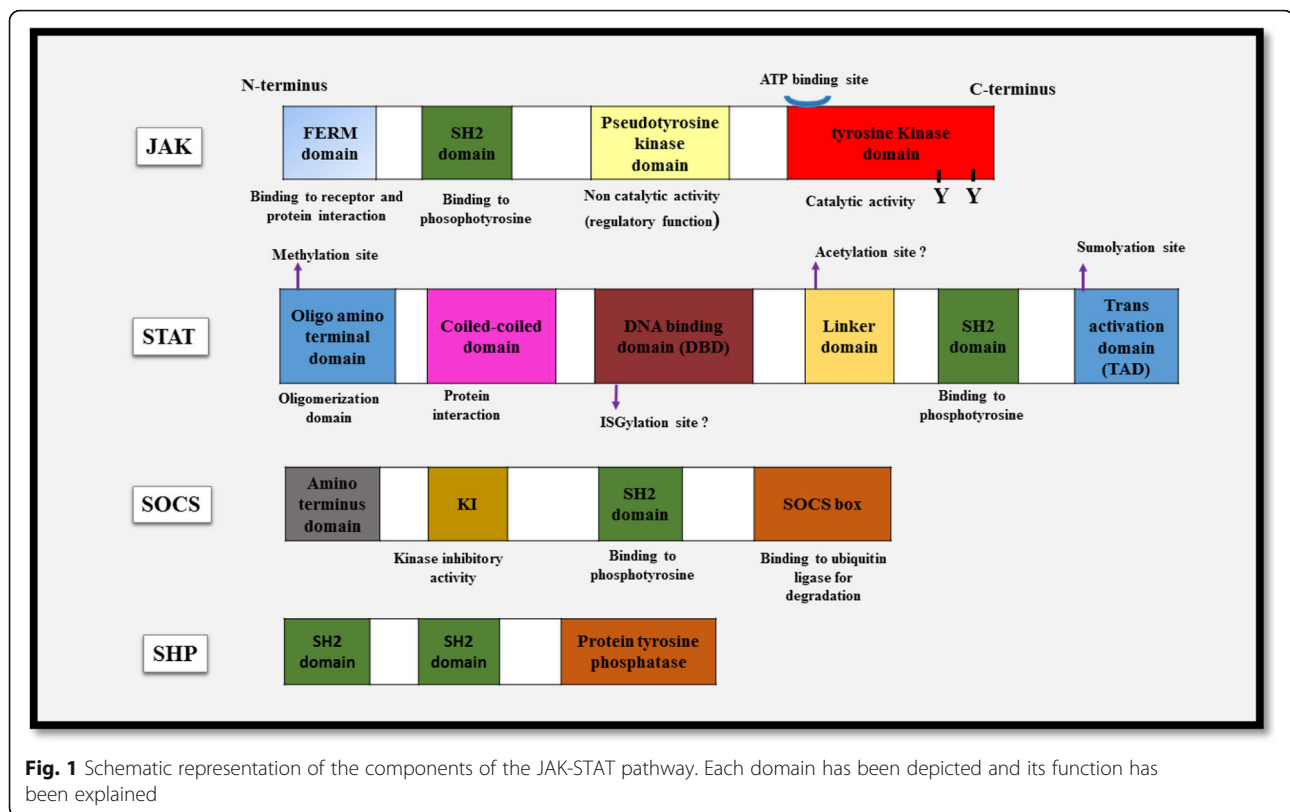 N-terminus
ATP binding site
C-terminus
JAK
FERM
domain
SH2
domain
Pseudotyrosine
kinase
domain
tyrosine Kinase
domain
Y Y
Binding to receptor and
protein interaction
Binding to
phosophotyrosine
Non catalytic activity
(regulatory function)
Catalytic activity
Methylation site
Acetylation site ?
Sumolyation site
STAT
Oligo amino
terminal
domain
Coiled-coiled
domain
DNA binding
domain (DBD)
Linker
domain
SH2
domain
Trans
activation
domain
(TAD)
Oligomerization
domain
Protein
interaction
ISGylation site ?
Binding to
phosphotyrosine
SOCS
Amino
terminus
domain
KI
SH2
domain
SOCS box
Kinase inhibitory
activity
Binding to
phosphotyrosine
Binding to ubiquitin
ligase for
degradation
SHP
SH2
domain
SH2
domain
Protein tyrosine
phosphatase
Fig. 1 Schematic representation of the components of the JAK-STAT pathway. Each domain has been depicted and its function has
been explained